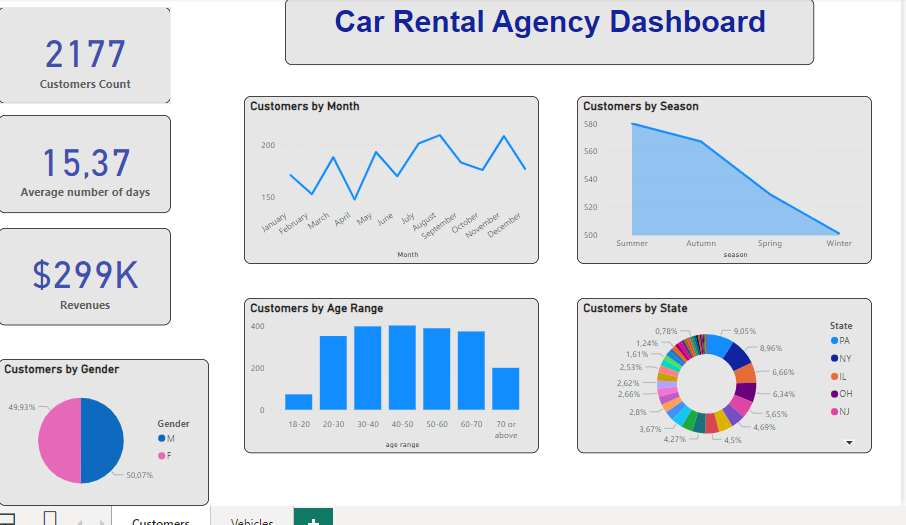 Car Rental Agency Dashboard
2177
Customers Count
15,37
Average number of days
$299K
Revenues
Customers by Gender
49,93%
50,07%
Gender
M
F
Customers by Month
200
150
January
February
March
April
May
June
July
August
September
October
November
December
Month
Customers by Season
580
560
540
520
500
Summer
Autumn
Spring
Winter
season
Customers by Age Range
400
200
0
18-20
20-30
30-40
40-50
50-60
60-70
70 or
above
age range
Customers by State
0,78%
1,24%
1,61%
2,53%
2,62%
2,66%
2,8%
3,67%
4,27%
4,5%
4,69%
5,65%
6,34%
6,66%
8,96%
9,05%
State
PA
NY
IL
OH
NJ
Customers
Vehicles